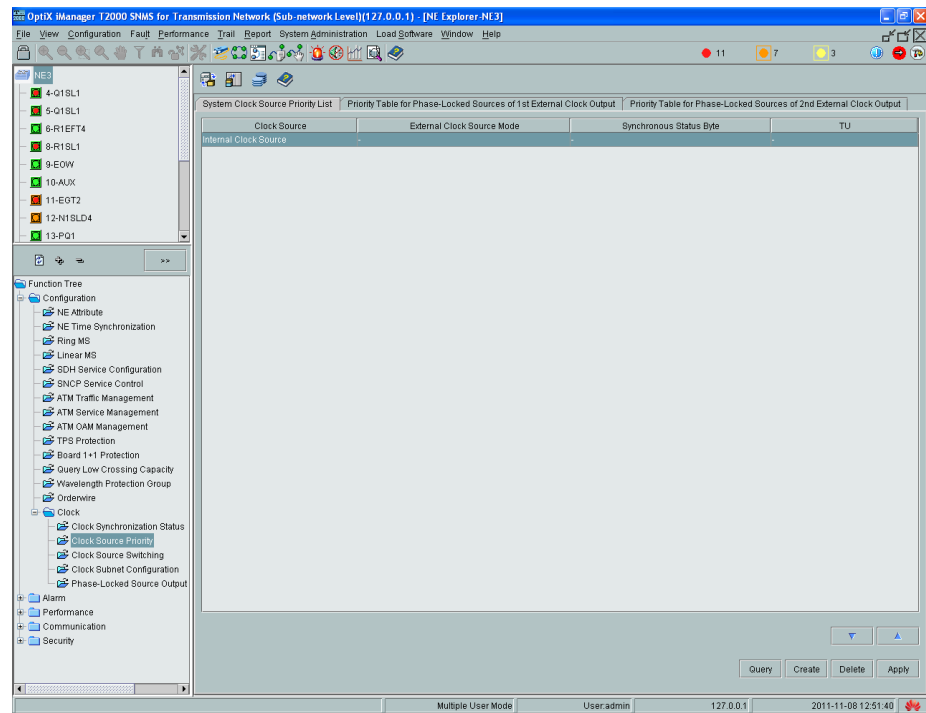 OptiX iManager T2000 SNMS for Transmission Network (Sub-network Level)(127.0.0.1) - [NE Explorer-NE3]
File View Configuration Fault Performance Trail Report System Administration Load Software Window Help
11 7 3
NE3
4-Q1SL1
5-Q1SL1
6-R1EFT4
8-R1SL1
9-EOW
10-AUX
11-EGT2
12-N1SLD4
13-PQ1
>>
Function Tree
Configuration
NE Attribute
NE Time Synchronization
Ring MS
Linear MS
SDH Service Configuration
SNCP Service Control
ATM Traffic Management
ATM Service Management
ATM OAM Management
TPS Protection
Board 1+1 Protection
Query Low Crossing Capacity
Wavelength Protection Group
Orderwire
Clock
Clock Synchronization Status
Clock Source Priority
Clock Source Switching
Clock Subnet Configuration
Phase-Locked Source Output
Alarm
Performance
Communication
Security
System Clock Source Priority List Priority Table for Phase-Locked Sources of 1st External Clock Output Priority Table for Phase-Locked Sources of 2nd External Clock Output
Clock Source External Clock Source Mode Synchronous Status Byte TU
Internal Clock Source - - -
Query Create Delete Apply
Multiple User Mode User:admin 127.0.0.1 2011-11-08 12:51:40